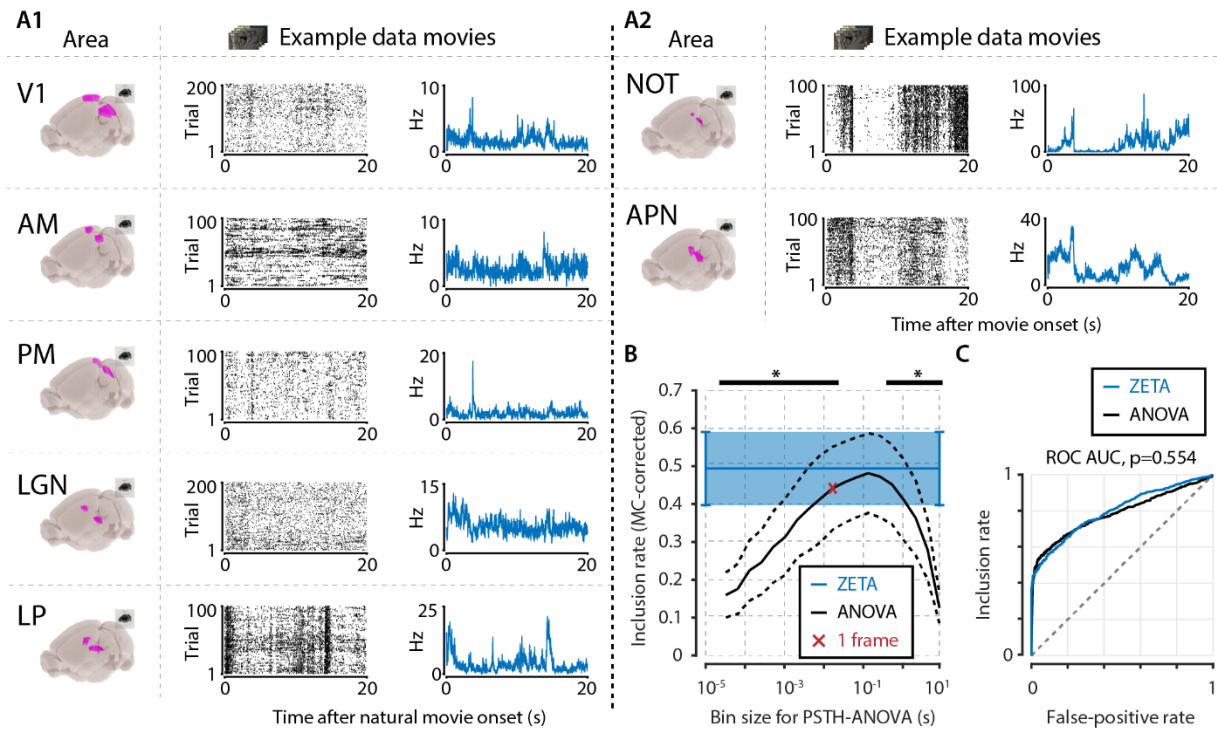 A1
Area
Example data movies
V1
Trial
200
1
0
20
Hz
10
0
0
20
AM
Trial
100
1
0
20
Hz
10
0
0
20
PM
Trial
100
1
0
20
Hz
20
0
0
20
LGN
Trial
200
1
0
20
Hz
15
0
0
20
LP
Trial
100
1
0
20
Hz
25
0
0
20
Time after natural movie onset (s)
A2
Area
Example data movies
NOT
Trial
100
1
0
20
Hz
100
0
0
20
APN
Trial
100
1
0
20
Hz
40
0
0
20
Time after movie onset (s)
B
*
*
Inclusion rate (MC-corrected)
0.7
0.6
0.5
0.4
0.3
0.2
0.1
0
ZETA
ANOVA
1 frame
10⁻⁵
10⁻³
10⁻¹
10¹
Bin size for PSTH-ANOVA (s)
C
ZETA
ANOVA
ROC AUC, p=0.554
Inclusion rate
1
0
0
1
False-positive rate